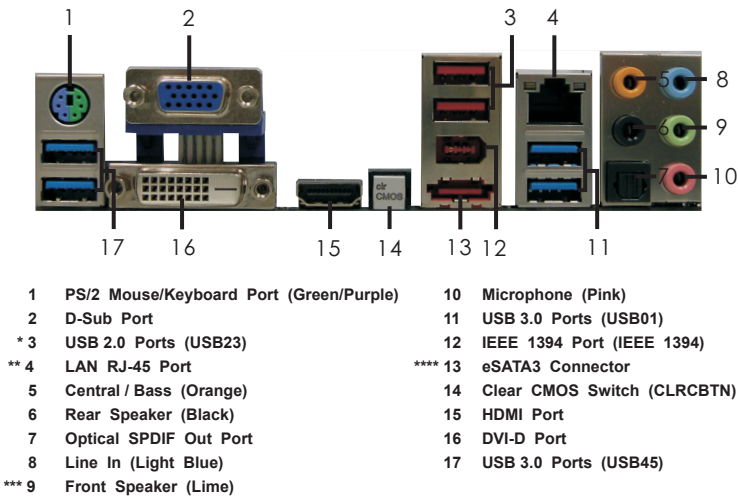 1 2 3 4
5 8
6 9
7 10
clr
CMOS
17 16 15 14 13 12 11
1 PS/2 Mouse/Keyboard Port (Green/Purple)
2 D-Sub Port
* 3 USB 2.0 Ports (USB23)
** 4 LAN RJ-45 Port
5 Central / Bass (Orange)
6 Rear Speaker (Black)
7 Optical SPDIF Out Port
8 Line In (Light Blue)
*** 9 Front Speaker (Lime)
10 Microphone (Pink)
11 USB 3.0 Ports (USB01)
12 IEEE 1394 Port (IEEE 1394)
**** 13 eSATA3 Connector
14 Clear CMOS Switch (CLRCBTN)
15 HDMI Port
16 DVI-D Port
17 USB 3.0 Ports (USB45)